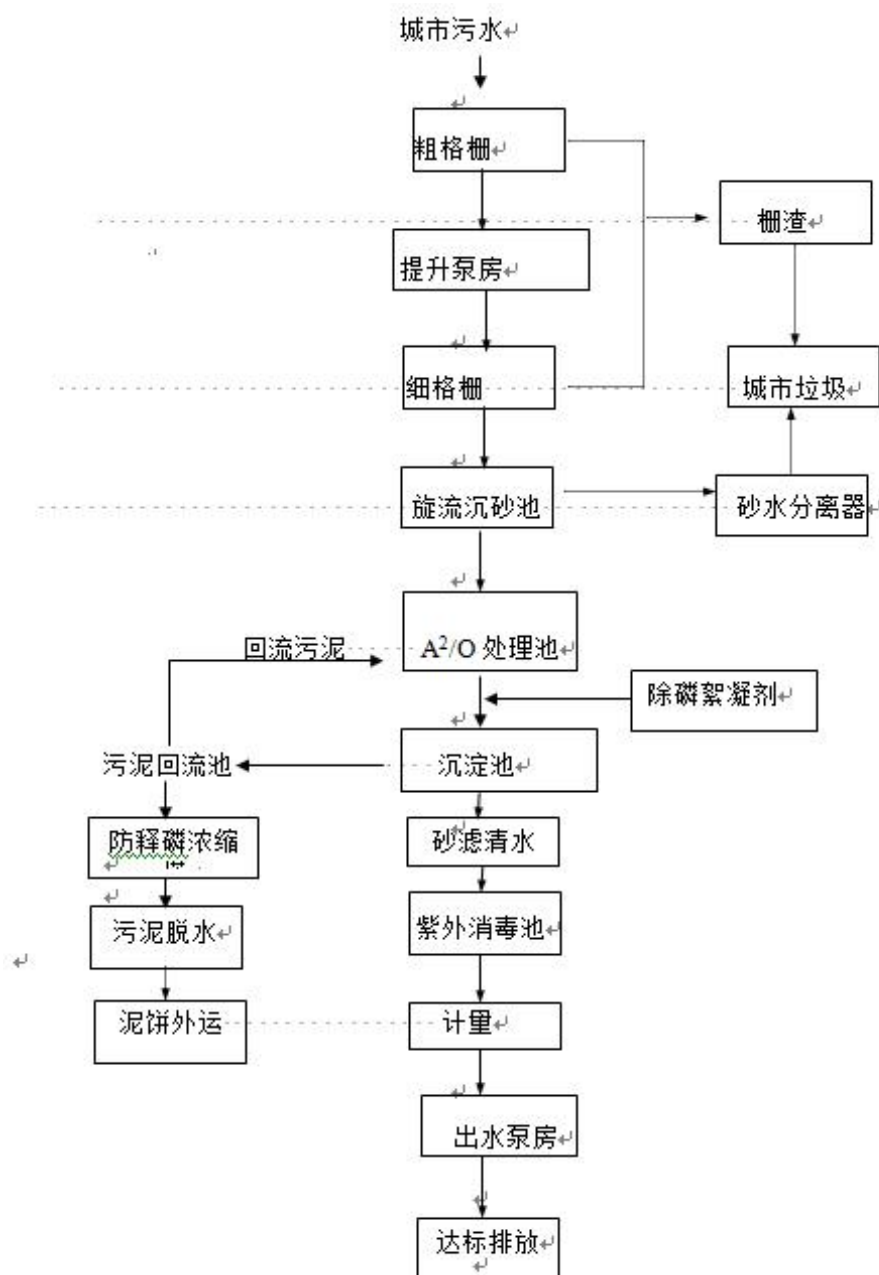 城市污水
粗格栅
栅渣
提升泵房
细格栅
城市垃圾
旋流沉砂池
砂水分离器
回流污泥
A²/O 处理池
除磷絮凝剂
污泥回流池
沉淀池
防释磷浓缩
砂滤清水
污泥脱水
紫外消毒池
泥饼外运
计量
出水泵房
达标排放